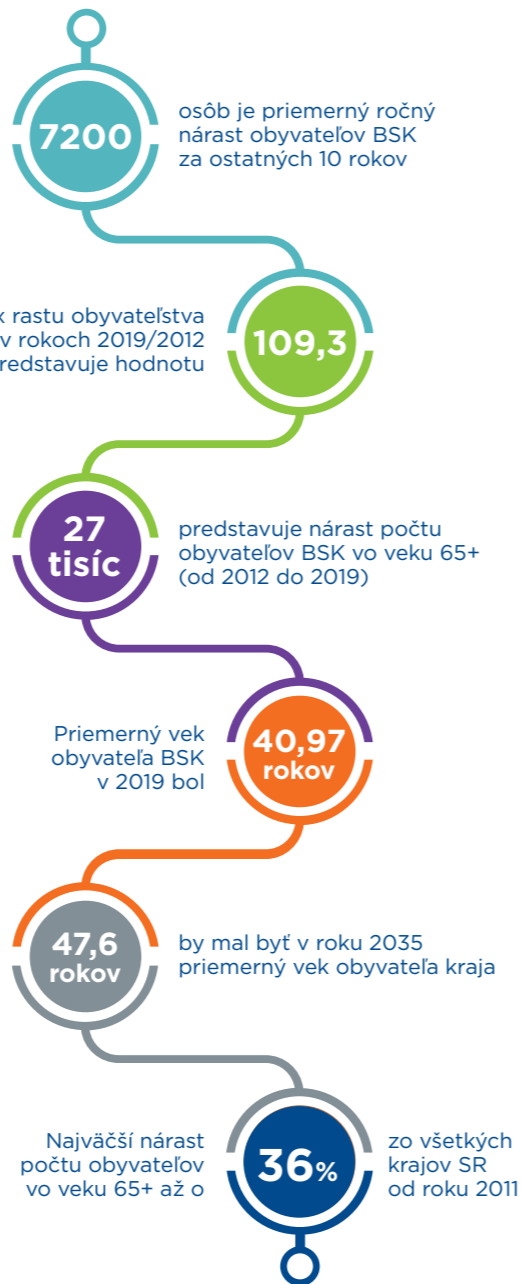 7200
osôb je priemerný ročný
nárast obyvateľov BSK
za ostatných 10 rokov
x rastu obyvateľstva
v rokoch 2019/2012
redstavuje hodnotu
109,3
27
tisíc
predstavuje nárast počtu
obyvateľov BSK vo veku 65+
(od 2012 do 2019)
Priemerný vek
obyvateľa BSK
v 2019 bol
40,97
rokov
47,6
rokov
by mal byť v roku 2035
priemerný vek obyvateľa kraja
Najväčší nárast
počtu obyvateľov
vo veku 65+ až o
36%
zo všetkých
krajov SR
od roku 2011